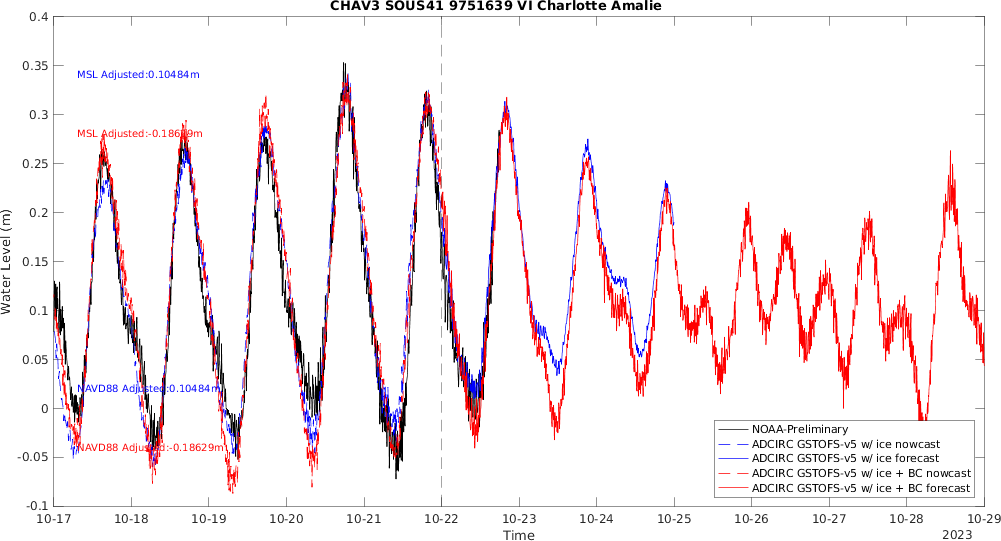 CHAV3 SOUS41 9751639 VI Charlotte Amalie
0.4
0.35
0.3
0.25
0.2
0.15
0.1
0.05
0
-0.05
-0.1
Water Level (m)
MSL Adjusted:0.10484m
MSL Adjusted:-0.18629m
NAVD88 Adjusted:0.10484m
NAVD88 Adjusted:-0.18629m
NOAA-Preliminary
ADCIRC GSTOFS-v5 w/ ice nowcast
ADCIRC GSTOFS-v5 w/ ice forecast
ADCIRC GSTOFS-v5 w/ ice + BC nowcast
ADCIRC GSTOFS-v5 w/ ice + BC forecast
10-17 10-18 10-19 10-20 10-21 10-22 10-23 10-24 10-25 10-26 10-27 10-28 10-29
Time
2023